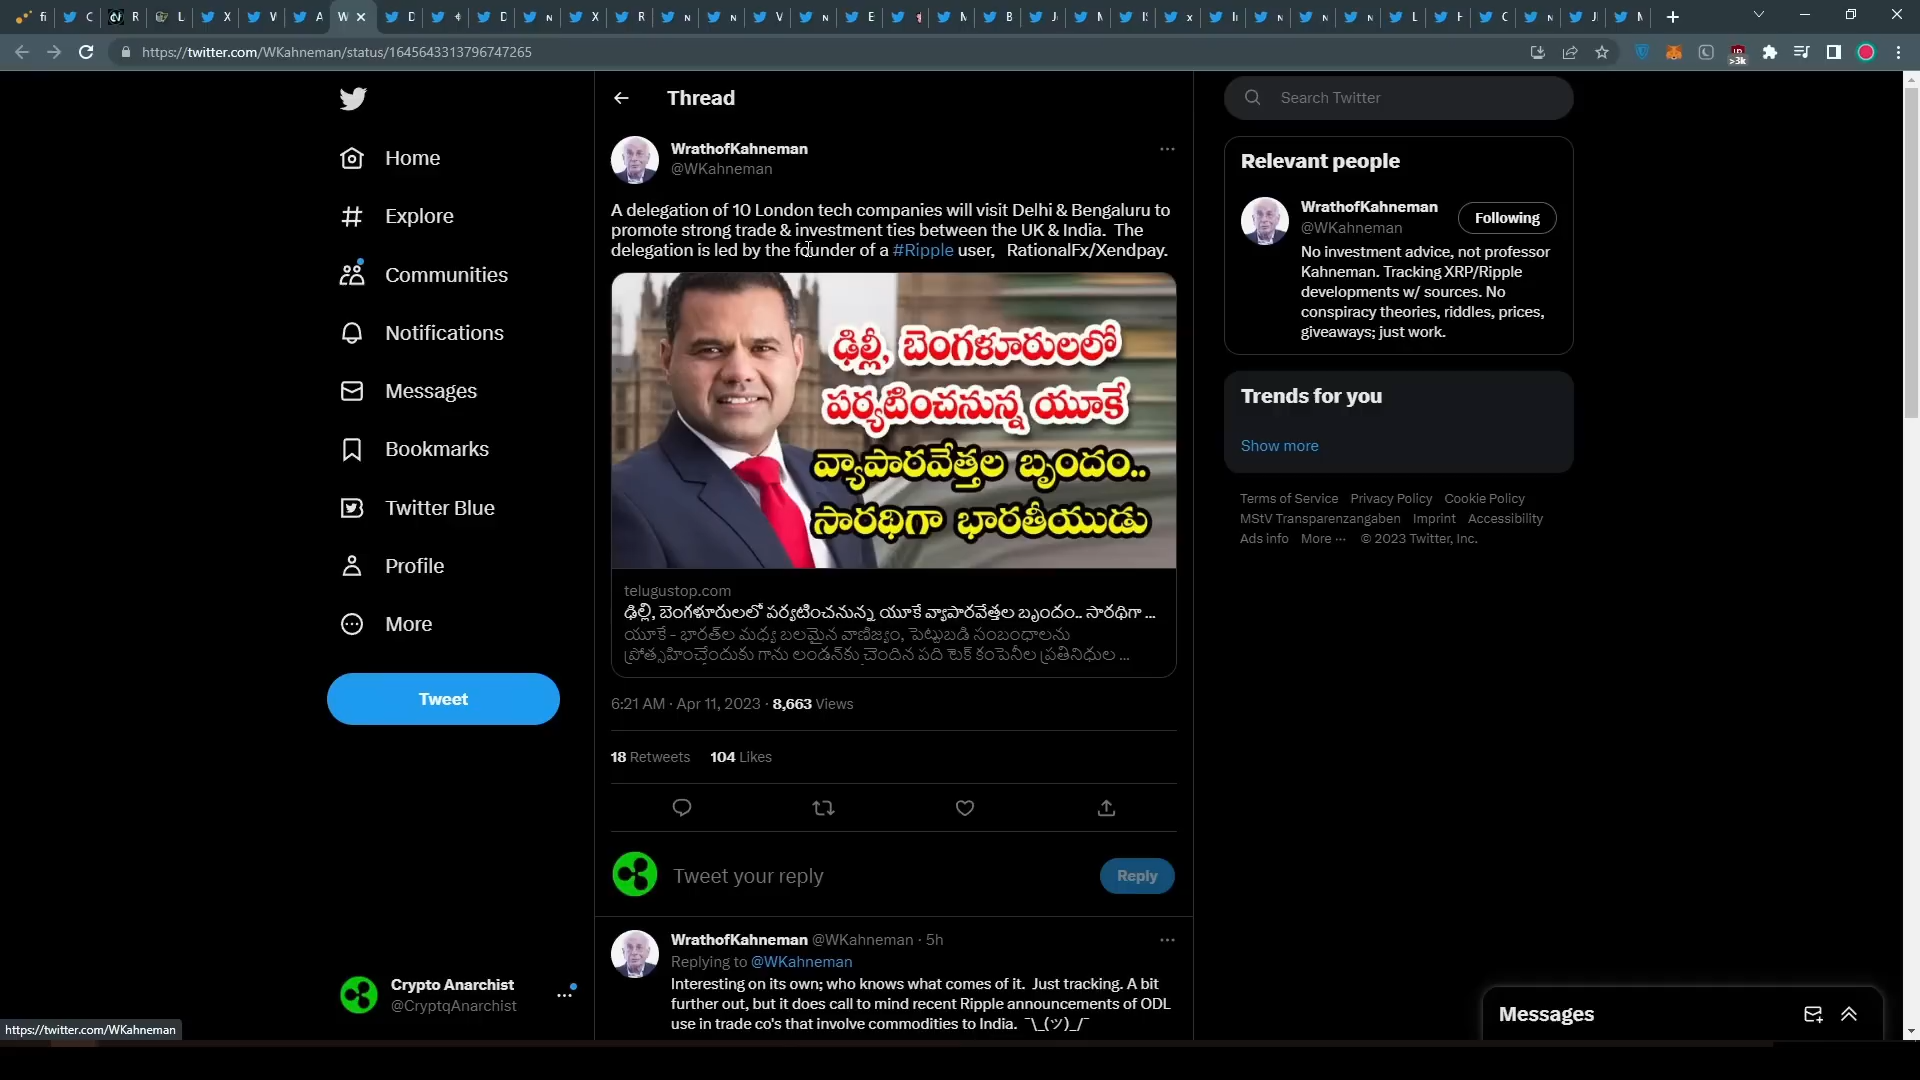 fi
C
R
L
X
V
A
W
D
D
n
X
R
n
n
V
n
E
M
B
J
M
IS
x
Ir
n
n
n
L
H
C
n
J
M
https://twitter.com/WKahneman/status/1645643313796747265
>3k
Home
Explore
Communities
Notifications
Messages
Bookmarks
Twitter Blue
Profile
More
Tweet
Crypto Anarchist
@CryptqAnarchist
https://twitter.com/WKahneman
Thread
WrathofKahneman
@WKahneman
A delegation of 10 London tech companies will visit Delhi & Bengaluru to
promote strong trade & investment ties between the UK & India. The
delegation is led by the founder of a #Ripple user, RationalFx/Xendpay.
ఢిల్లీ, బెంగళూరులలో
పర్యటించనున్న యూకే
వ్యాపారవేత్తల బృందం..
సారథిగా భారతీయుడు
telugustop.com
ఢిల్లీ, బెంగళూరులలో పర్యటించనున్న యూకే వ్యాపారవేత్తల బృందం.. సారథిగా ...
యూకే - భారత్‌ల మధ్య బలమైన వాణిజ్యం, పెట్టుబడి సంబంధాలను
ప్రోత్సహించేందుకు గాను లండన్‌కు చెందిన పది టెక్ కంపెనీల ప్రతినిధుల ...
6:21 AM · Apr 11, 2023 · 8,663 Views
18 Retweets 104 Likes
Tweet your reply
Reply
WrathofKahneman @WKahneman · 5h
Replying to @WKahneman
Interesting on its own; who knows what comes of it. Just tracking. A bit
further out, but it does call to mind recent Ripple announcements of ODL
use in trade co's that involve commodities to India. ¯\_(ツ)_/¯
Search Twitter
Relevant people
WrathofKahneman
@WKahneman
Following
No investment advice, not professor
Kahneman. Tracking XRP/Ripple
developments w/ sources. No
conspiracy theories, riddles, prices,
giveaways; just work.
Trends for you
Show more
Terms of Service Privacy Policy Cookie Policy
MStV Transparenzangaben Imprint Accessibility
Ads info More ··· © 2023 Twitter, Inc.
Messages